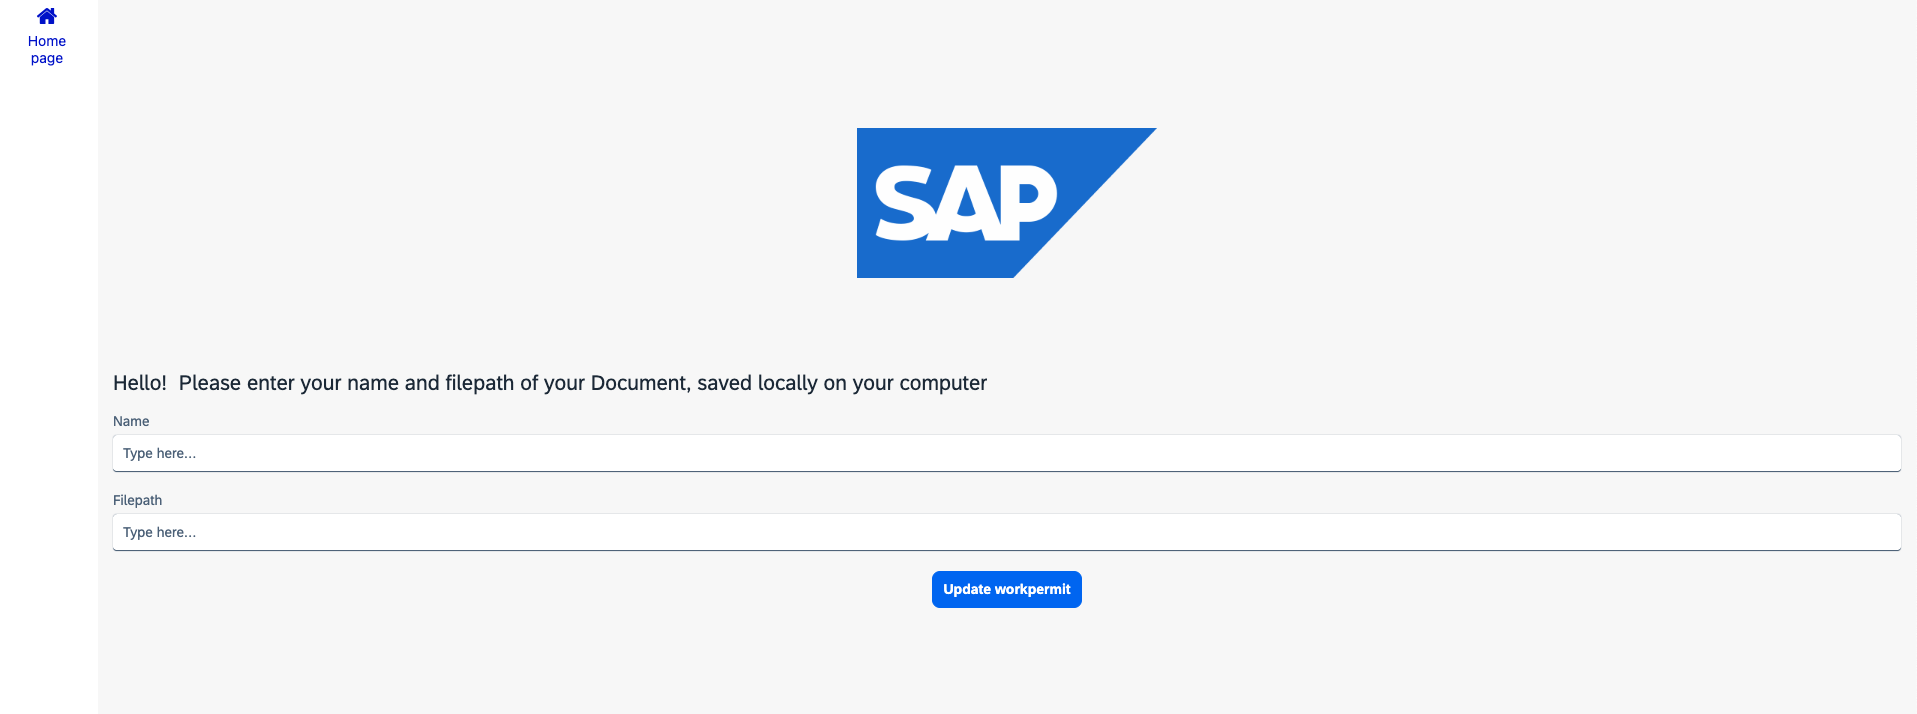 Home
page
SAP
Hello!  Please enter your name and filepath of your Document, saved locally on your computer
Name
Type here...
Filepath
Type here...
Update workpermit